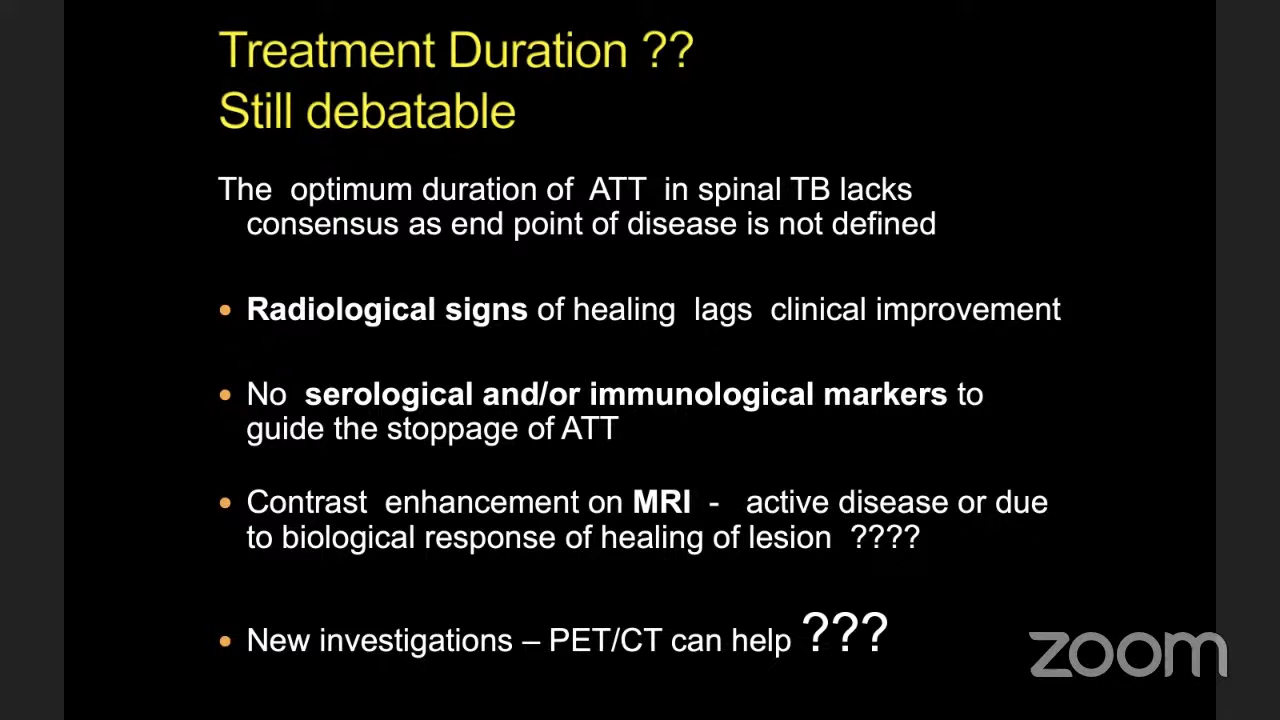 Treatment Duration ??
Still debatable
The optimum duration of ATT in spinal TB lacks
consensus as end point of disease is not defined
• Radiological signs of healing lags clinical improvement
• No serological and/or immunological markers to
guide the stoppage of ATT
• Contrast enhancement on MRI - active disease or due
to biological response of healing of lesion ????
• New investigations – PET/CT can help ???
zoom